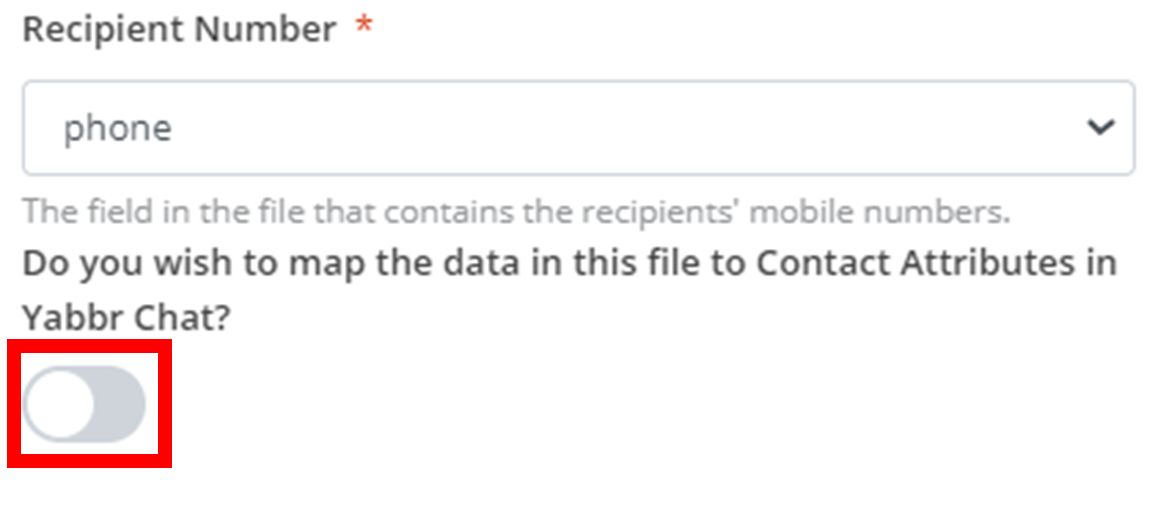 Recipient Number *
phone
The field in the file that contains the recipients' mobile numbers.
Do you wish to map the data in this file to Contact Attributes in
Yabbr Chat?